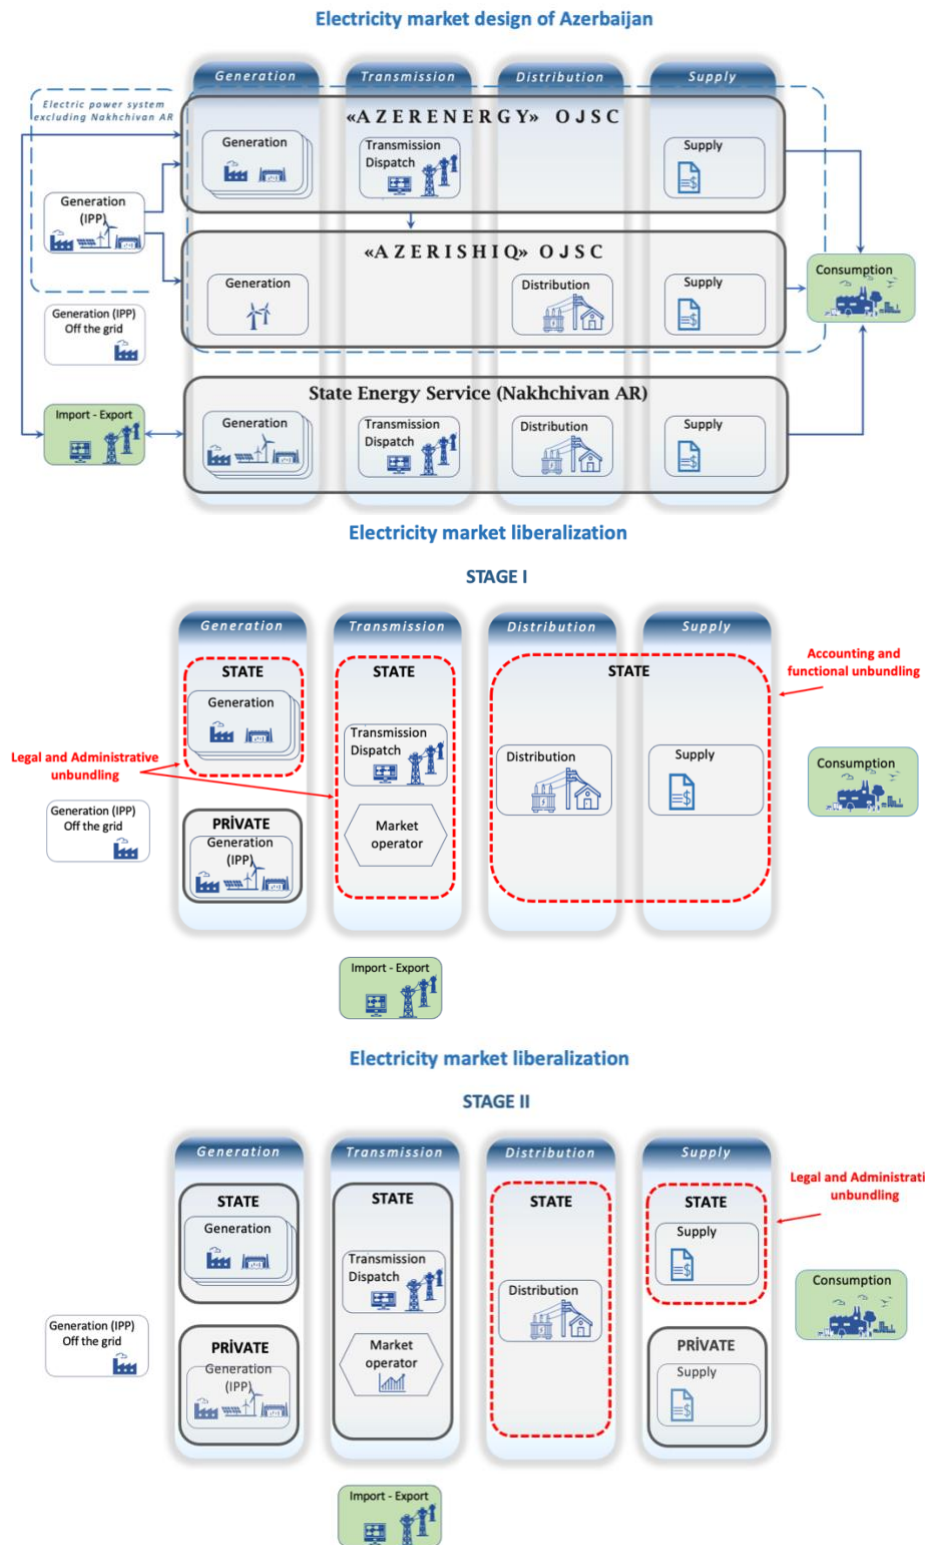 Electricity market design of Azerbaijan
Generation
Transmission
Distribution
Supply
Electric power system
excluding Nakhchivan AR
«AZERENERGY» OJSC
Generation
Transmission
Dispatch
Supply
Generation
(IPP)
«AZERISHIQ» OJSC
Generation
Distribution
Supply
Consumption
Generation (IPP)
Off the grid
State Energy Service (Nakhchivan AR)
Import - Export
Generation
Transmission
Dispatch
Distribution
Supply
Electricity market liberalization
STAGE I
Generation
Transmission
Distribution
Supply
STATE
STATE
STATE
Accounting and
functional unbundling
Generation
Transmission
Dispatch
Distribution
Supply
Legal and Administrative
unbundling
Consumption
Generation (IPP)
Off the grid
PRİVATE
Generation
(IPP)
Market
operator
Import - Export
Electricity market liberalization
STAGE II
Generation
Transmission
Distribution
Supply
STATE
STATE
STATE
STATE
Legal and Administrati
unbundling
Generation
Transmission
Dispatch
Distribution
Supply
Consumption
Generation (IPP)
Off the grid
PRİVATE
Generation
(IPP)
Market
operator
PRİVATE
Supply
Import - Export